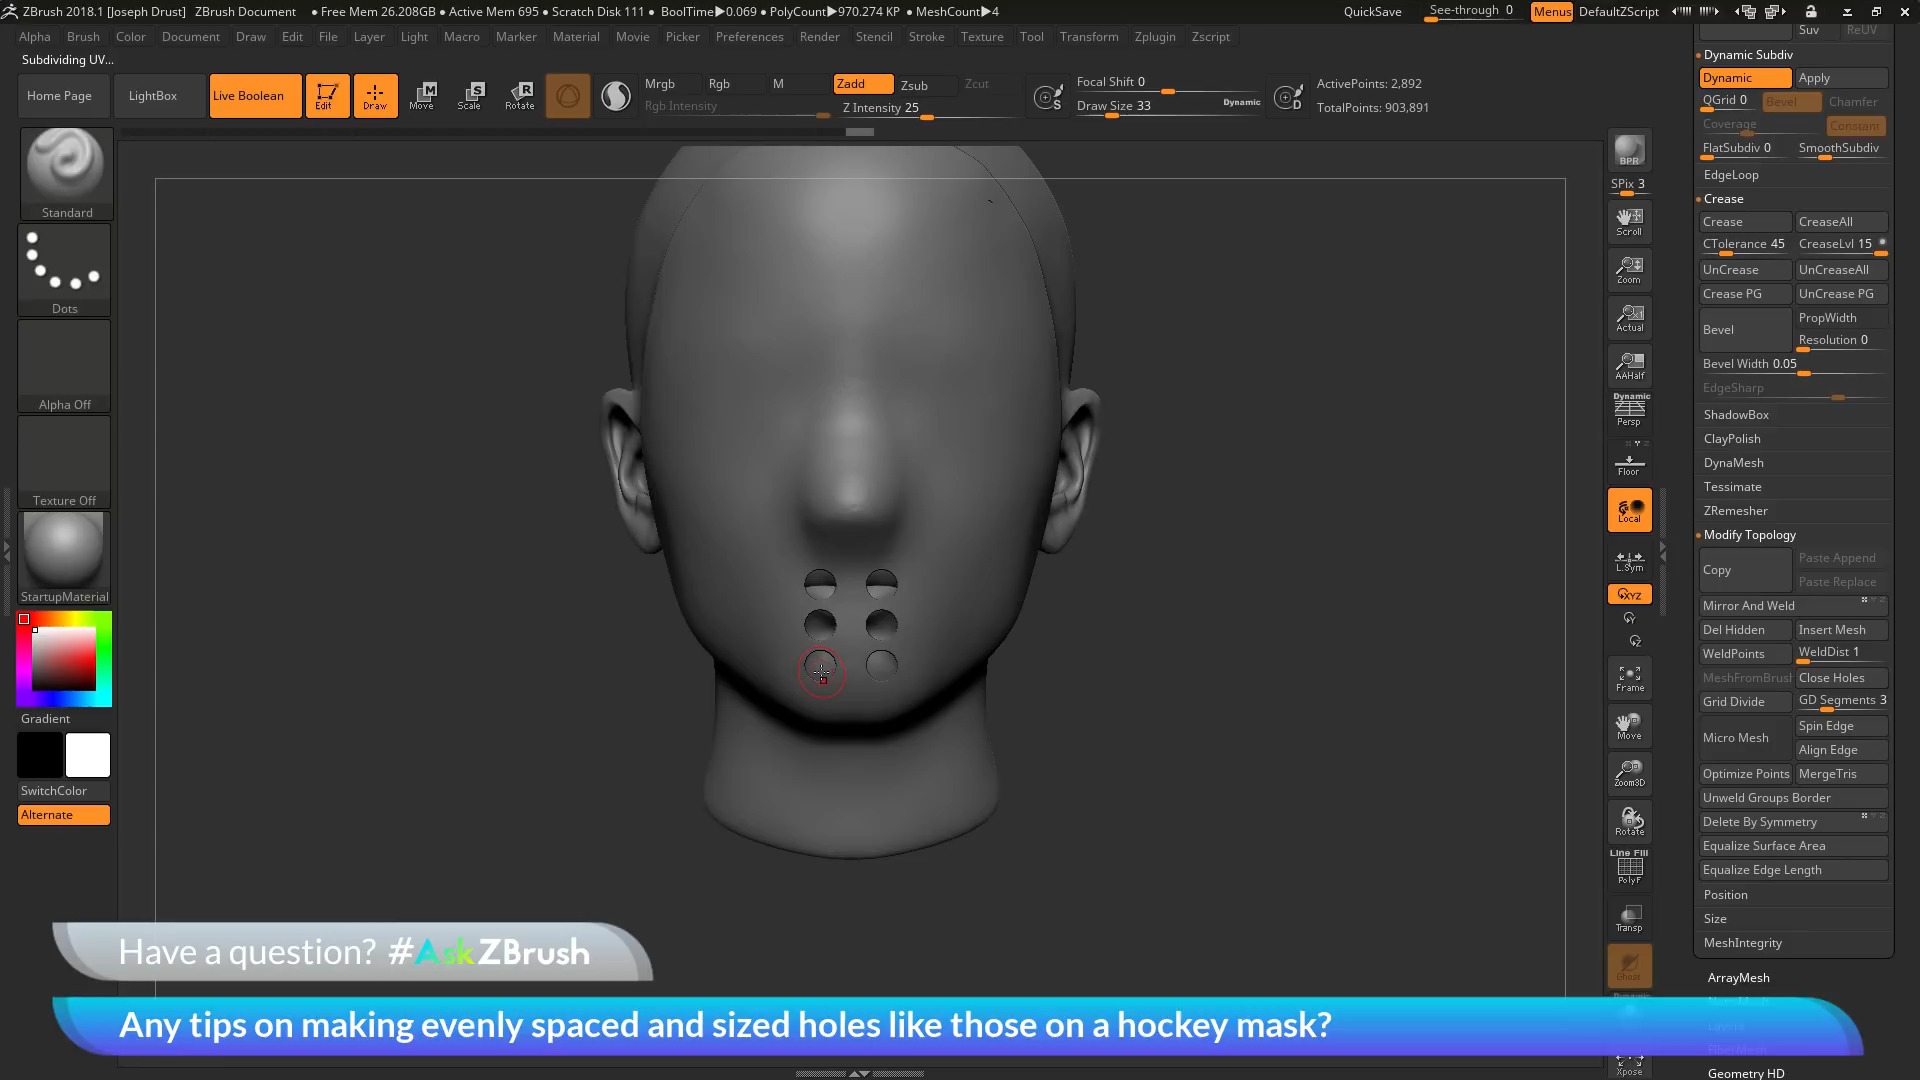 ZBrush 2018.1 [Joseph Drust] ZBrush Document • Free Mem 26.208GB • Active Mem 695 • Scratch Disk 111 • BoolTime▶0.069 • PolyCount▶970.274 KP • MeshCount▶4 QuickSave See-through 0 Menus DefaultZScript
Alpha Brush Color Document Draw Edit File Layer Light Macro Marker Material Movie Picker Preferences Render Stencil Stroke Texture Tool Transform Zplugin Zscript
Subdividing UV...
Home Page LightBox Live Boolean Edit Draw Move Scale Rotate
Mrgb Rgb M Zadd Zsub Zcut
Rgb Intensity Z Intensity 25
Focal Shift 0
Draw Size 33 Dynamic
ActivePoints: 2,892
TotalPoints: 903,891
Standard
Dots
Alpha Off
Texture Off
StartupMaterial
Gradient
SwitchColor
Alternate
BPR
SPix 3
Scroll
Zoom
Actual
AAHalf
Dynamic
Persp
Floor
Local
L.Sym
XYZ
Y
Z
Frame
Move
Zoom3D
Rotate
Line Fill
PolyF
Transp
Ghost
Xpose
Suv ReUV
Dynamic Subdiv
Dynamic Apply
QGrid 0 Bevel Chamfer
Coverage Constant
FlatSubdiv 0 SmoothSubdiv
EdgeLoop
Crease
Crease CreaseAll
CTolerance 45 CreaseLvl 15
UnCrease UnCreaseAll
Crease PG UnCrease PG
Bevel PropWidth
Resolution 0
Bevel Width 0.05
EdgeSharp
ShadowBox
ClayPolish
DynaMesh
Tessimate
ZRemesher
Modify Topology
Copy Paste Append
Paste Replace
Mirror And Weld
Del Hidden Insert Mesh
WeldPoints WeldDist 1
MeshFromBrush Close Holes
Grid Divide GD Segments 3
Micro Mesh Spin Edge
Align Edge
Optimize Points MergeTris
Unweld Groups Border
Delete By Symmetry
Equalize Surface Area
Equalize Edge Length
Position
Size
MeshIntegrity
ArrayMesh
Geometry HD
Have a question? #AskZBrush
Any tips on making evenly spaced and sized holes like those on a hockey mask?